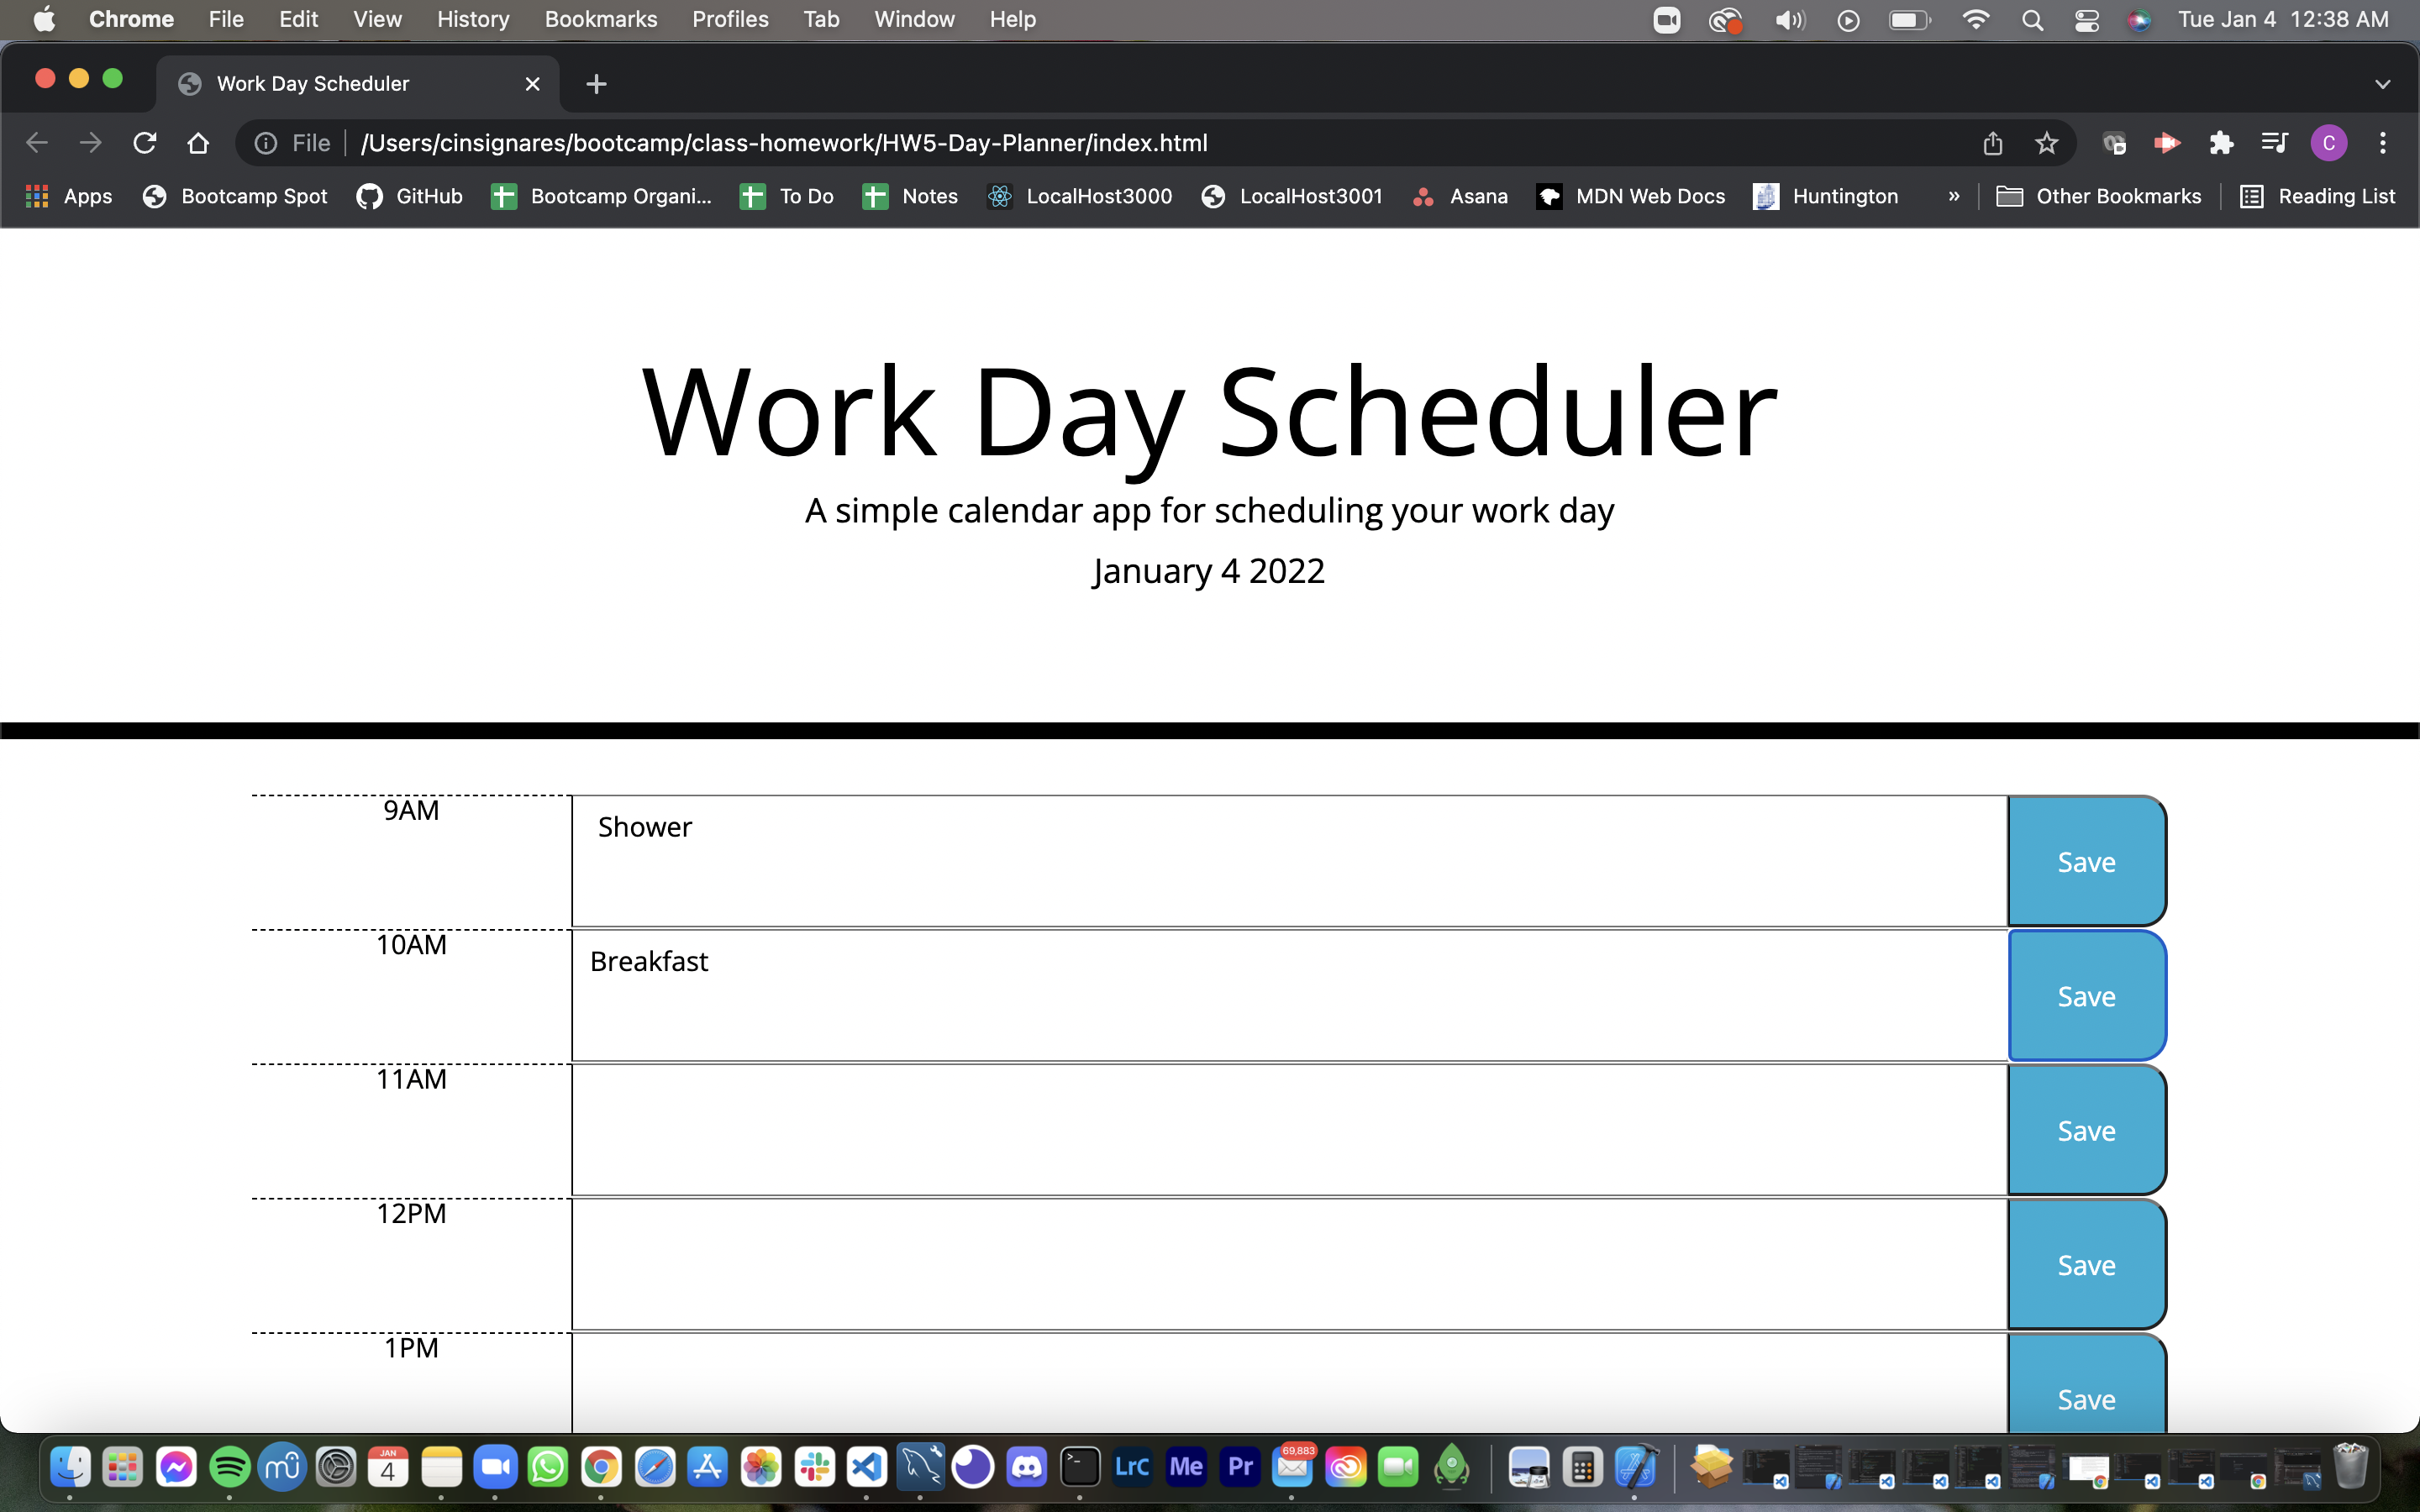 Chrome File Edit View History Bookmarks Profiles Tab Window Help Tue Jan 4 12:38 AM
Work Day Scheduler
File /Users/cinsignares/bootcamp/class-homework/HW5-Day-Planner/index.html C
Apps Bootcamp Spot GitHub Bootcamp Organi... To Do Notes LocalHost3000 LocalHost3001 Asana MDN Web Docs Huntington » Other Bookmarks Reading List
Work Day Scheduler
A simple calendar app for scheduling your work day
January 4 2022
9AM Shower Save
10AM Breakfast Save
11AM Save
12PM Save
1PM Save
JAN 69,883
4 LrC Me Pr